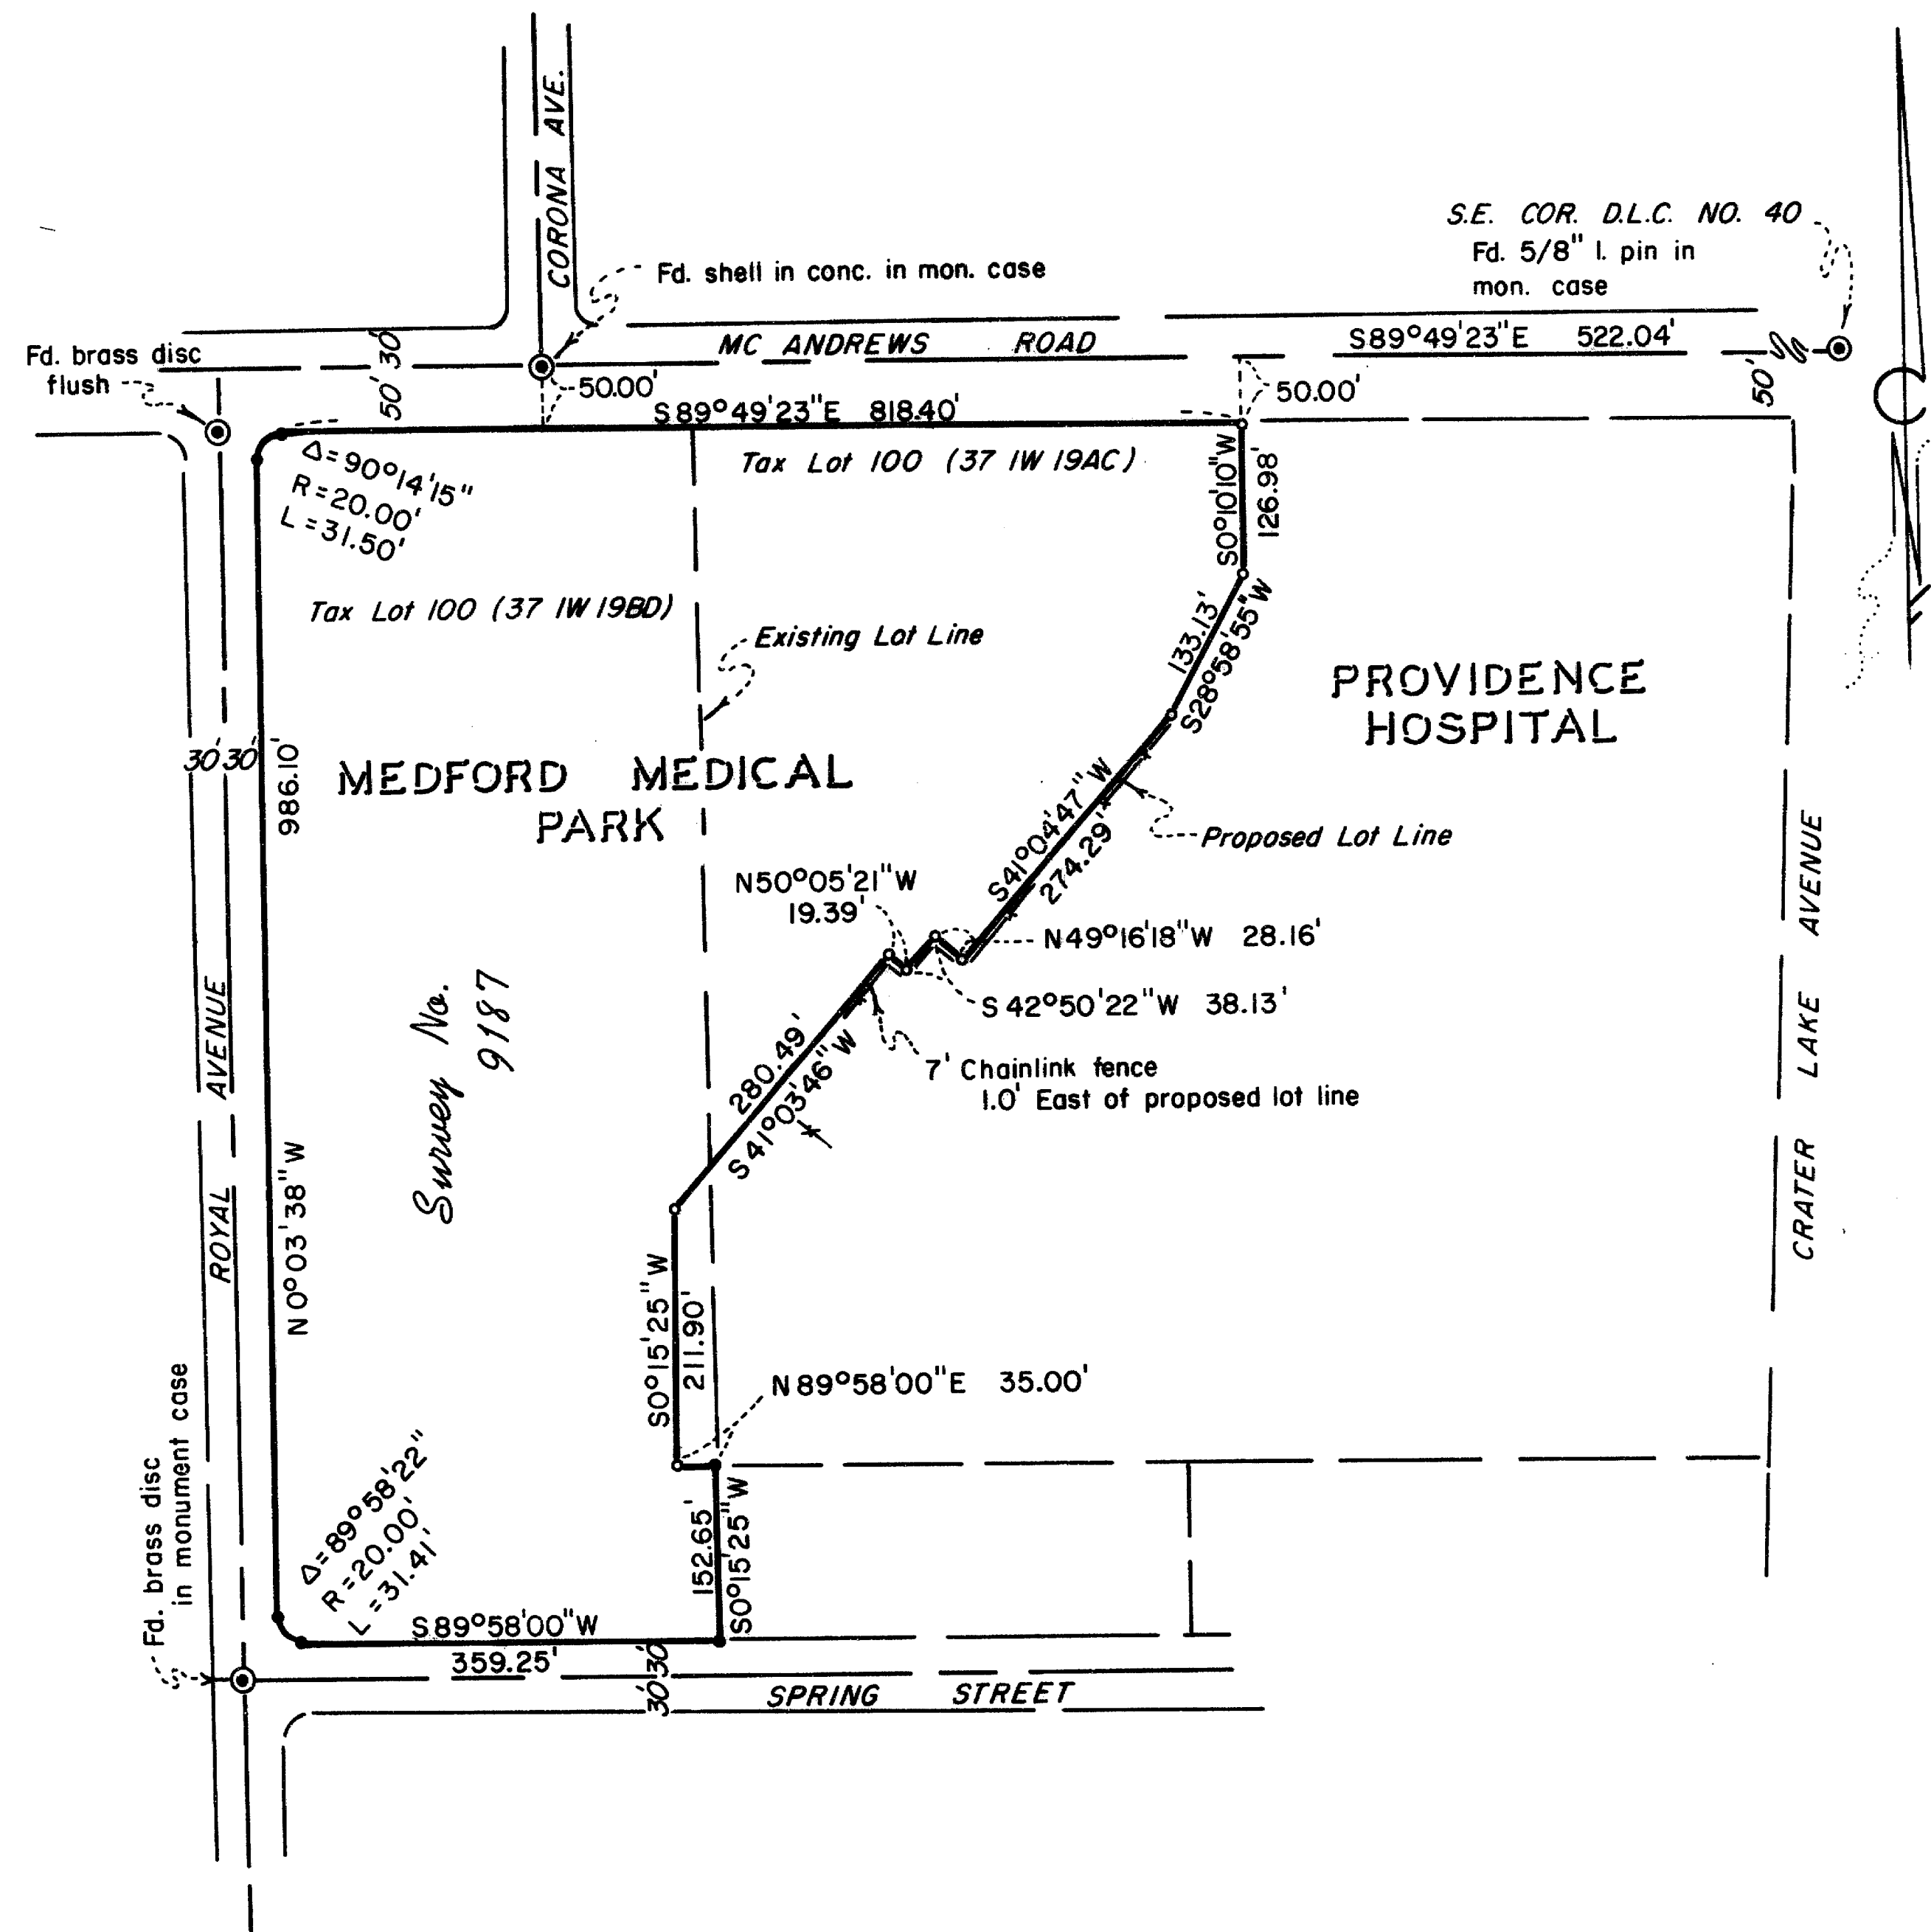 CORONA AVE.
S.E. COR. D.L.C. NO. 40
Fd. 5/8" I. pin in
mon. case
Fd. shell in conc. in mon. case
Fd. brass disc
flush
50' 30'
MC ANDREWS ROAD
S89°49'23"E 522.04'
50.00'
50.00'
50'
S89°49'23"E 818.40'
Δ=90°14'15"
R=20.00'
L=31.50'
Tax Lot 100 (37 1W 19AC)
S0°10'10"W
126.98'
Tax Lot 100 (37 1W 19BD)
Existing Lot Line
133.13'
S28°58'55"W
PROVIDENCE
HOSPITAL
30' 30'
986.10'
N0°03'38"W
MEDFORD MEDICAL
PARK
S41°04'47"W
274.29'
Proposed Lot Line
N50°05'21"W
19.39'
N49°16'18"W 28.16'
S42°50'22"W 38.13'
7' Chainlink fence
1.0' East of proposed lot line
280.49'
S41°03'46"W
Survey No.
9187
ROYAL AVENUE
CRATER LAKE AVENUE
S0°15'25"W
211.90'
N89°58'00"E 35.00'
152.65'
S0°15'25"W
Fd. brass disc
in monument case
Δ=89°58'22"
R=20.00'
L=31.41'
S89°58'00"W
359.25'
30' 30'
SPRING STREET